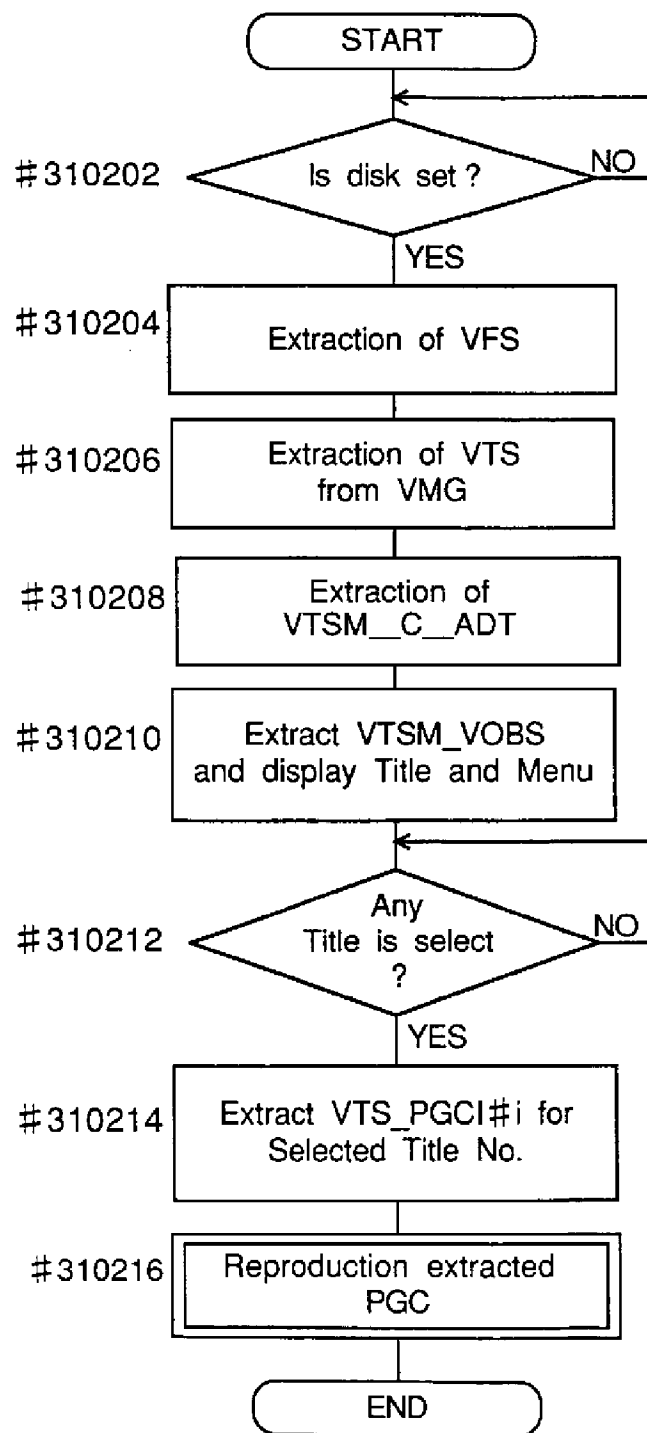 START
#310202
Is disk set ?
NO
YES
#310204
Extraction of VFS
#310206
Extraction of VTS
from VMG
#310208
Extraction of
VTSM__C__ADT
#310210
Extract VTSM_VOBS
and display Title and Menu
#310212
Any
Title is select
?
NO
YES
#310214
Extract VTS_PGCI#i for
Selected Title No.
#310216
Reproduction extracted
PGC
END